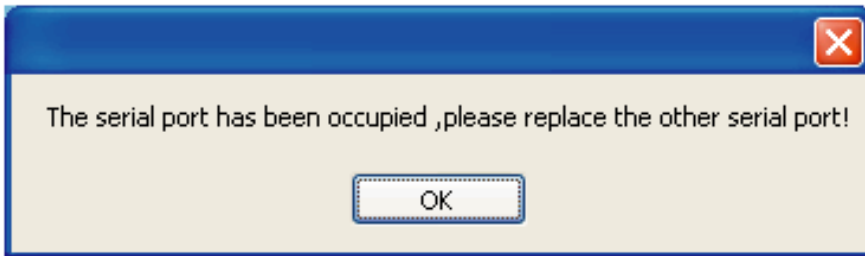 The serial port has been occupied ,please replace the other serial port!
OK